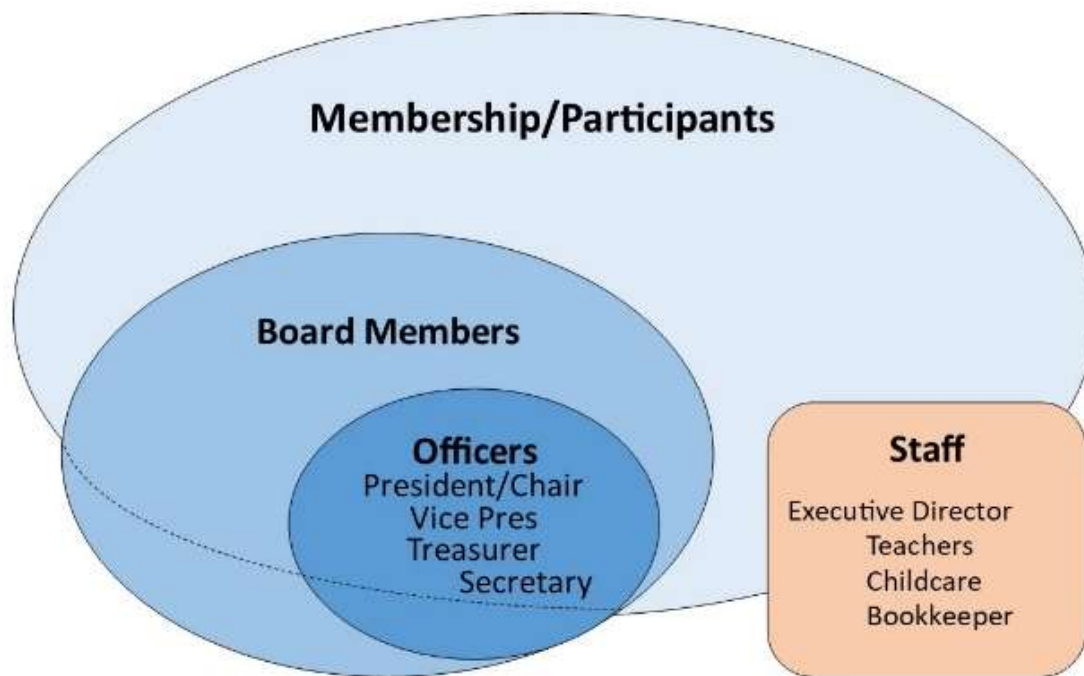 Membership/Participants
Board Members
Officers
President/Chair
Vice Pres
Treasurer
Secretary
Staff
Executive Director
Teachers
Childcare
Bookkeeper